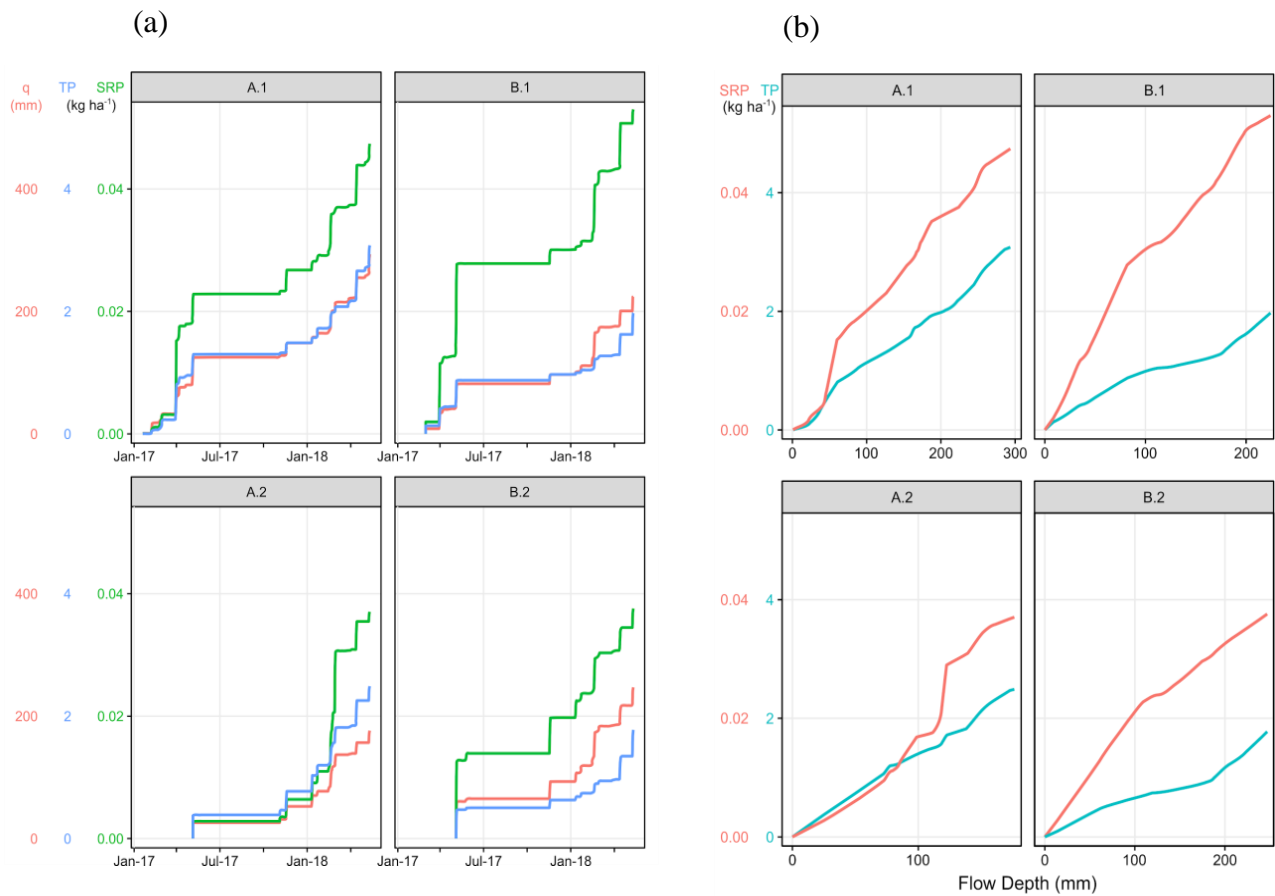 (a)
q TP SRP
(mm) (kg ha⁻¹)
A.1 B.1
400 4 0.04
200 2 0.02
0 0 0.00
Jan-17 Jul-17 Jan-18 Jan-17 Jul-17 Jan-18
A.2 B.2
400 4 0.04
200 2 0.02
0 0 0.00
Jan-17 Jul-17 Jan-18 Jan-17 Jul-17 Jan-18
(b)
SRP TP
(kg ha⁻¹)
A.1 B.1
0.04 4
0.02 2
0.00 0
0 100 200 300 0 100 200
A.2 B.2
0.04 4
0.02 2
0.00 0
0 100 0 100 200
Flow Depth (mm)